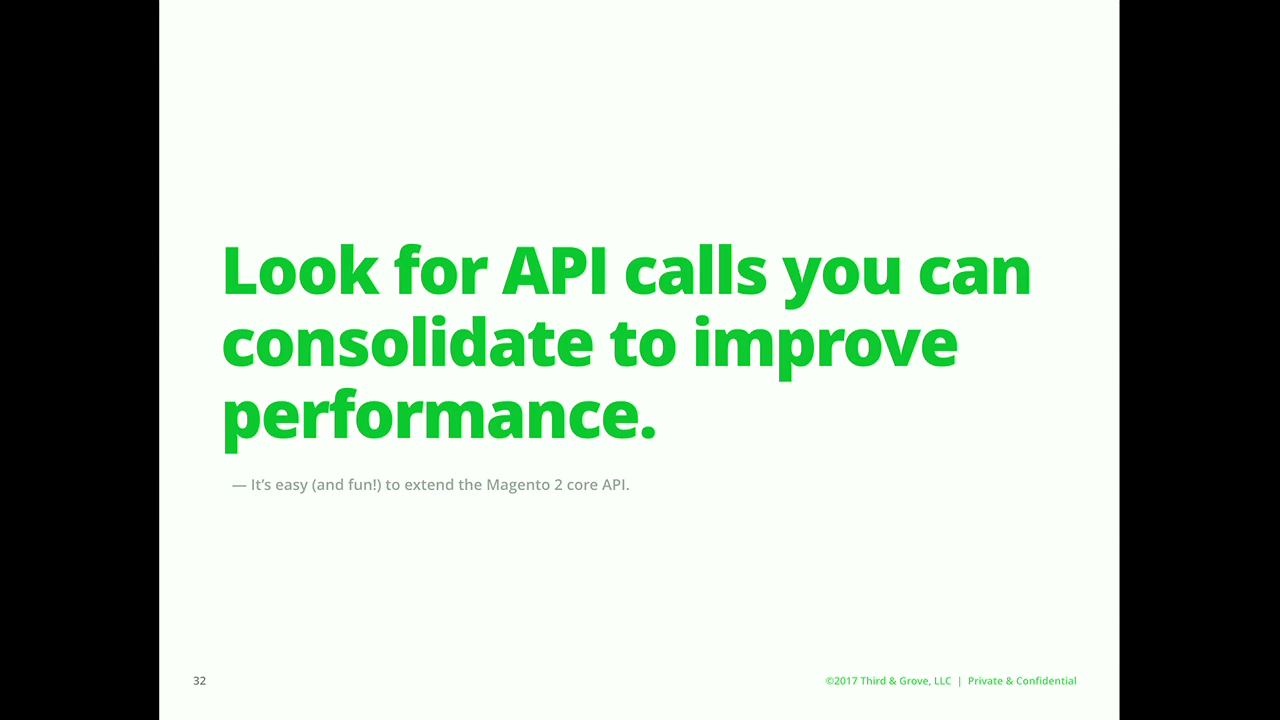 Look for API calls you can
consolidate to improve
performance.
— It’s easy (and fun!) to extend the Magento 2 core API.
32
©2017 Third & Grove, LLC | Private & Confidential